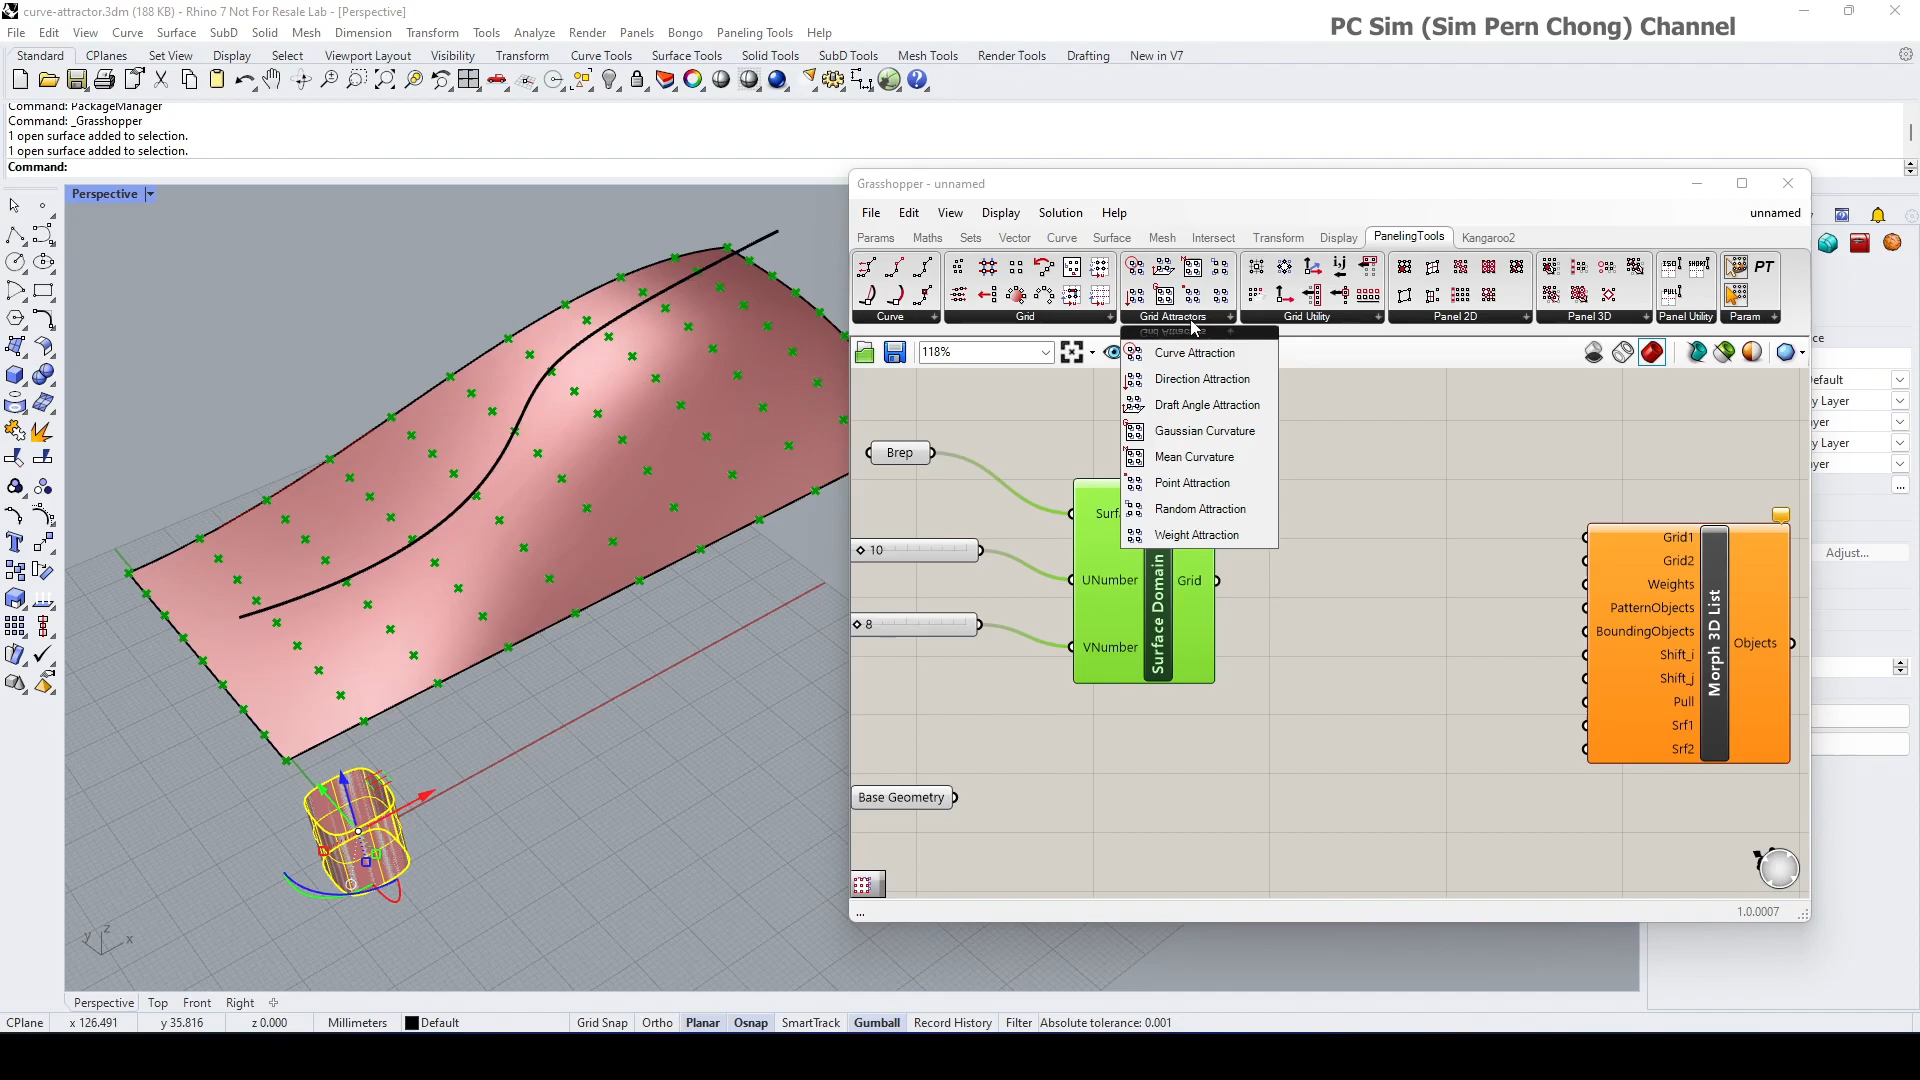 curve-attractor.3dm (188 KB) - Rhino 7 Not For Resale Lab - [Perspective]
PC Sim (Sim Pern Chong) Channel
File Edit View Curve Surface SubD Solid Mesh Dimension Transform Tools Analyze Render Panels Bongo Paneling Tools Help
Standard CPlanes Set View Display Select Viewport Layout Visibility Transform Curve Tools Surface Tools Solid Tools SubD Tools Mesh Tools Render Tools Drafting New in V7
Command: PackageManager
Command: _Grasshopper
1 open surface added to selection.
1 open surface added to selection.
Command:
Perspective
Grasshopper - unnamed
File Edit View Display Solution Help unnamed
Params Maths Sets Vector Curve Surface Mesh Intersect Transform Display PanelingTools Kangaroo2
PT
Curve Grid Grid Attractors Grid Utility Panel 2D Panel 3D Panel Utility Param
118%
Curve Attraction
Direction Attraction
Draft Angle Attraction
Gaussian Curvature
Mean Curvature
Point Attraction
Random Attraction
Weight Attraction
Brep
10
8
UNumber
VNumber
Surface Domain
Grid
Base Geometry
Grid1
Grid2
Weights
PatternObjects
BoundingObjects
Shift_i
Shift_j
Pull
Srf1
Srf2
Morph 3D List
Objects
Adjust...
...
1.0.0007
z
y
x
Perspective Top Front Right
CPlane x 126.491 y 35.816 z 0.000 Millimeters Default Grid Snap Ortho Planar Osnap SmartTrack Gumball Record History Filter Absolute tolerance: 0.001